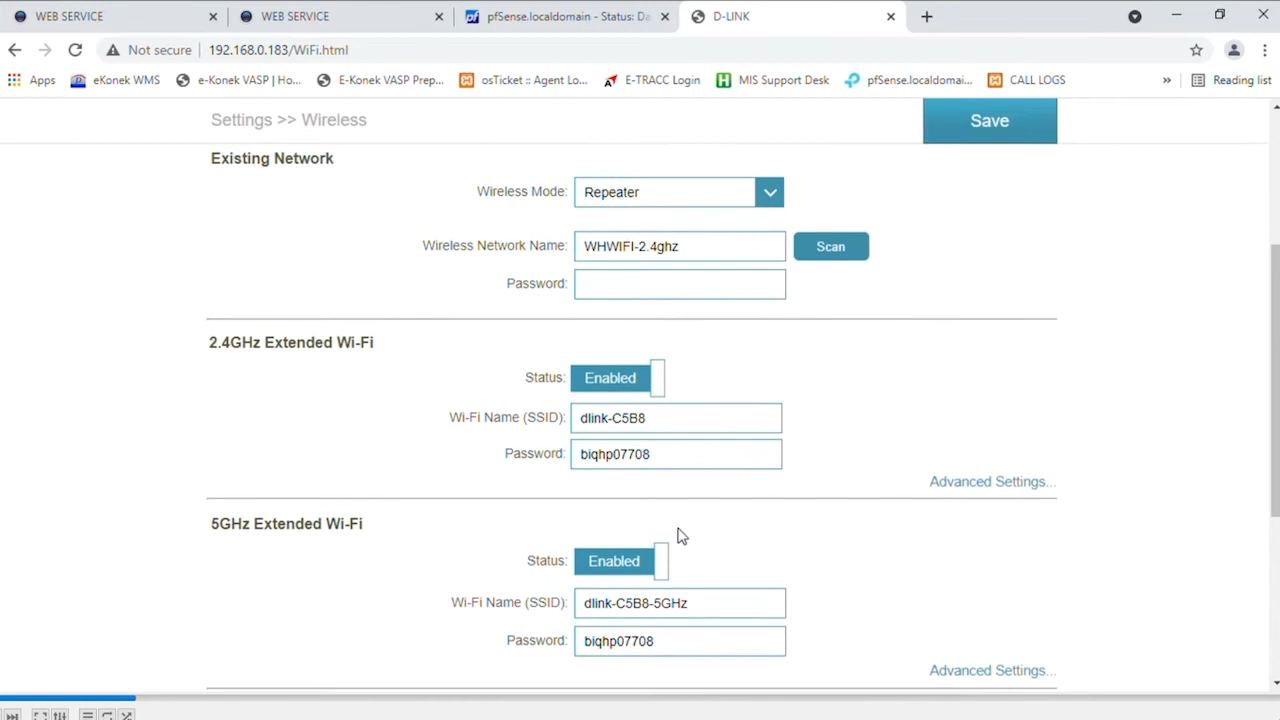 WEB SERVICE
WEB SERVICE
pfSense.localdomain - Status: Da
D-LINK
Not secure
192.168.0.183/WiFi.html
Apps
eKonek WMS
e-Konek VASP | Ho...
E-Konek VASP Prep...
osTicket :: Agent Lo...
E-TRACC Login
MIS Support Desk
pfSense.localdomai...
CALL LOGS
»
Reading list
Settings >> Wireless
Save
Existing Network
Wireless Mode: Repeater
Wireless Network Name: WHWIFI-2.4ghz Scan
Password:
2.4GHz Extended Wi-Fi
Status: Enabled
Wi-Fi Name (SSID): dlink-C5B8
Password: biqhp07708
Advanced Settings...
5GHz Extended Wi-Fi
Status: Enabled
Wi-Fi Name (SSID): dlink-C5B8-5GHz
Password: biqhp07708
Advanced Settings...